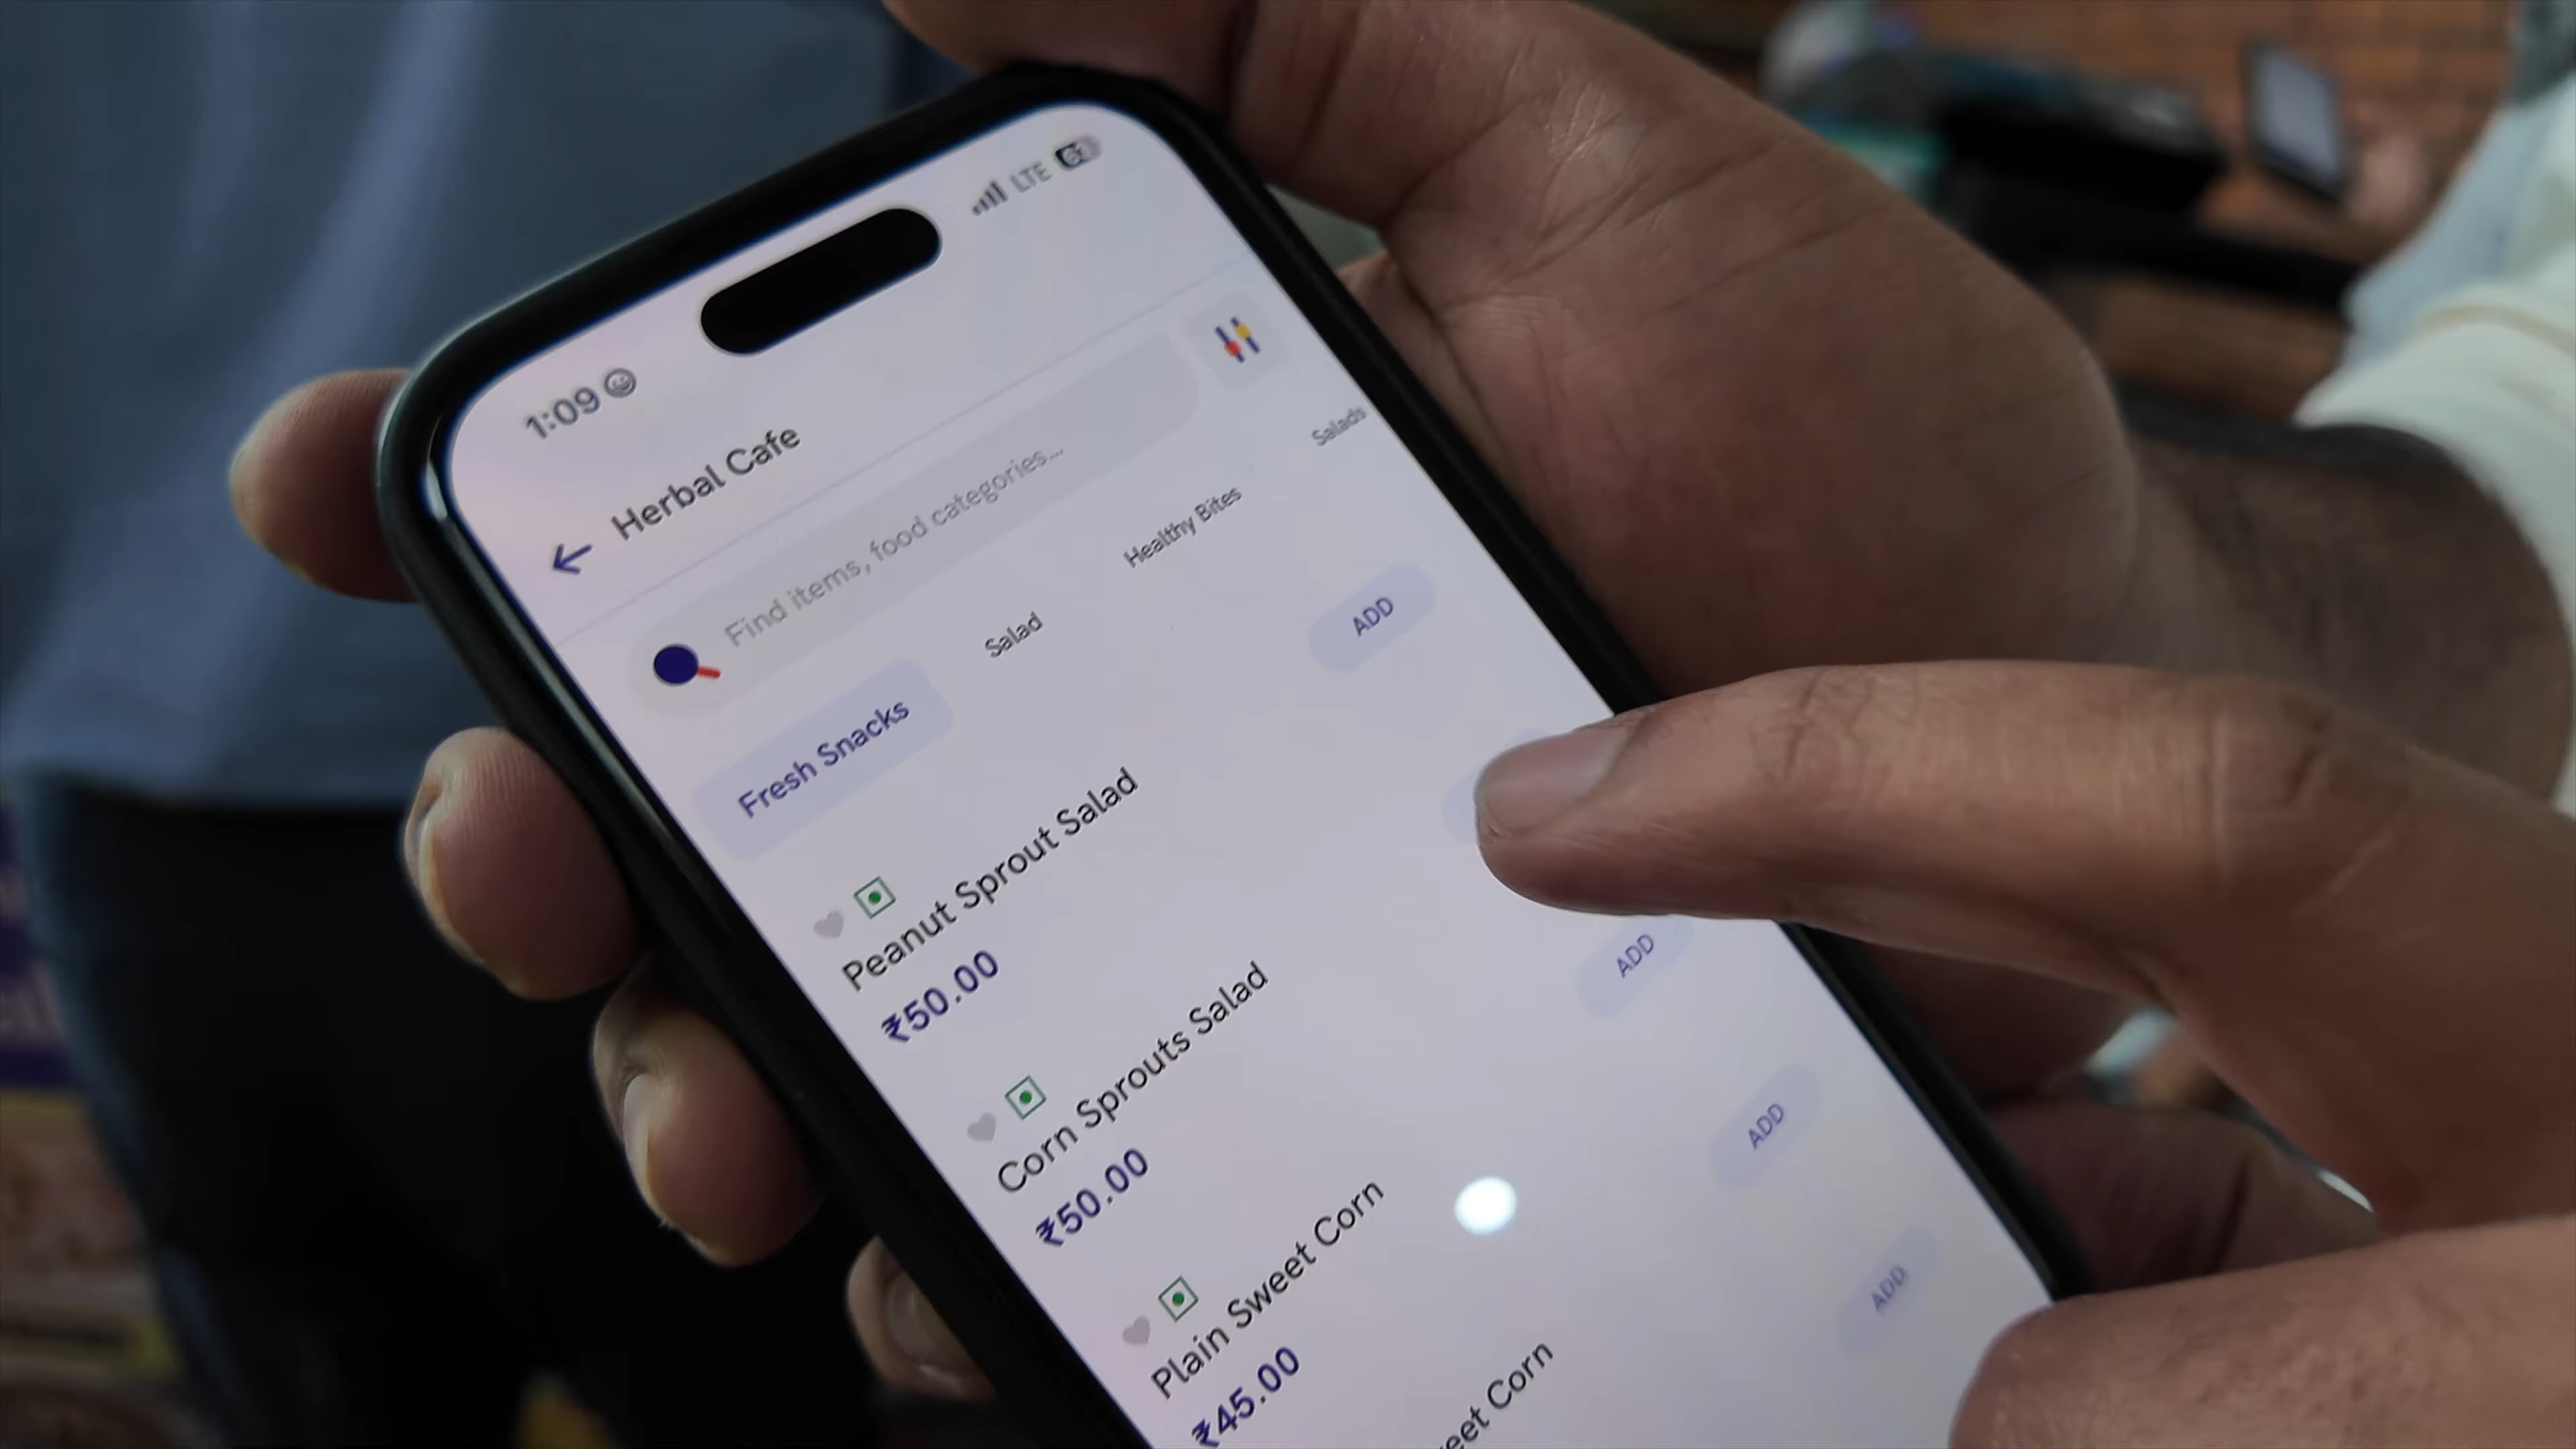 1:09
LTE
Herbal Cafe
Find items, food categories...
Fresh Snacks
Salad
Healthy Bites
Salads
Peanut Sprout Salad
ADD
₹50.00
Corn Sprouts Salad
₹50.00
ADD
Plain Sweet Corn
ADD
₹45.00
Corn
ADD